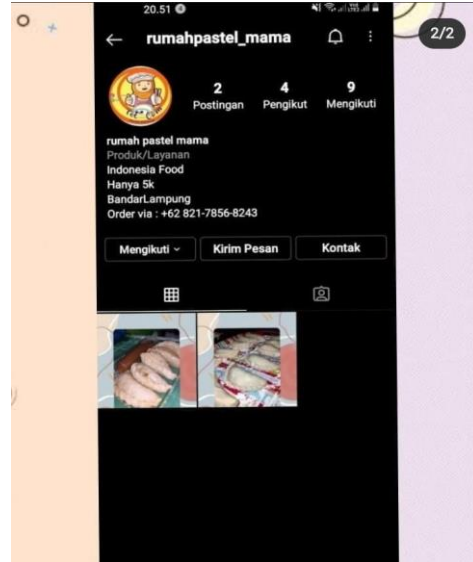 20.51
2/2
rumahpastel_mama
2 4 9
Postingan Pengikut Mengikuti
rumah pastel mama
Produk/Layanan
Indonesia Food
Hanya 5k
BandarLampung
Order via : +62 821-7856-8243
Mengikuti Kirim Pesan Kontak